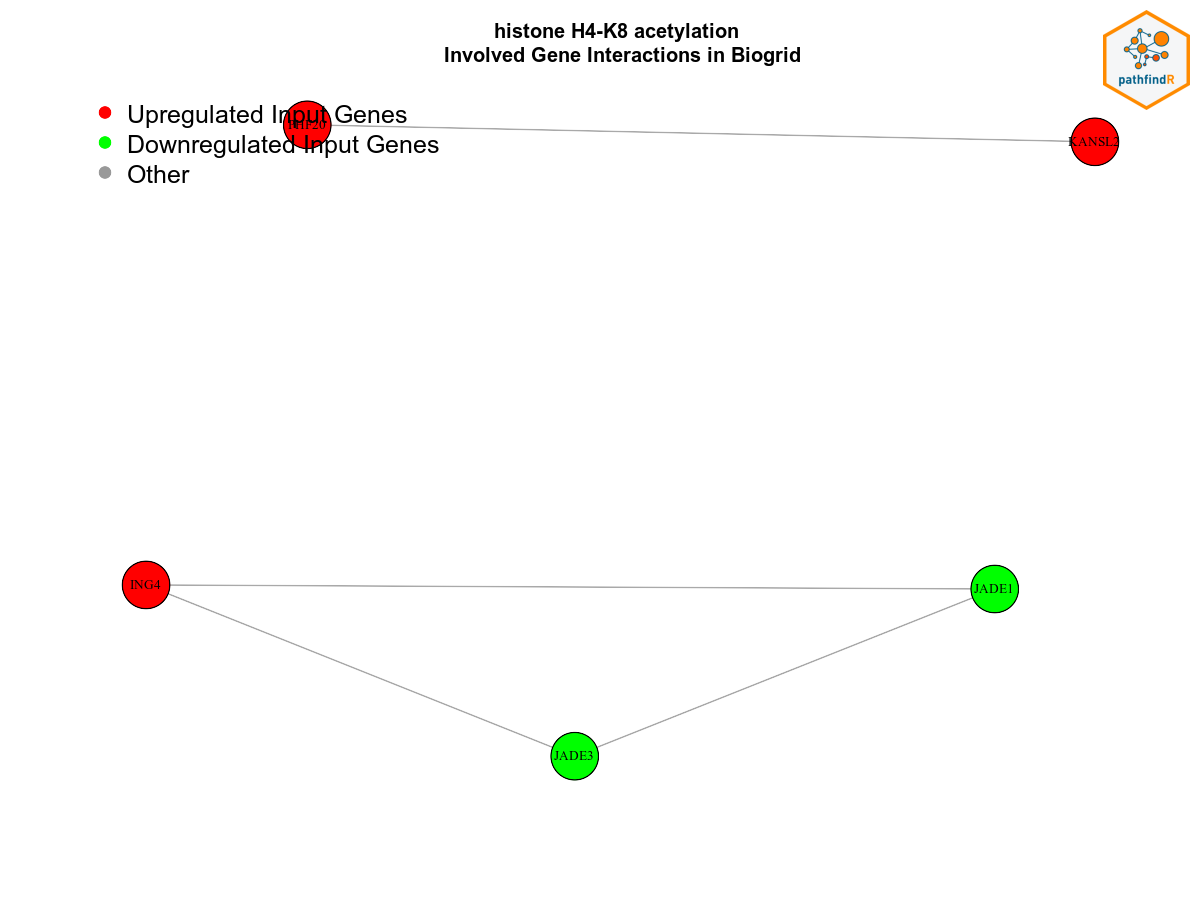 histone H4-K8 acetylation
Involved Gene Interactions in Biogrid
pathfindR
Upregulated Input Genes
Downregulated Input Genes
Other
PHF20
KANSL2
ING4
JADE1
JADE3